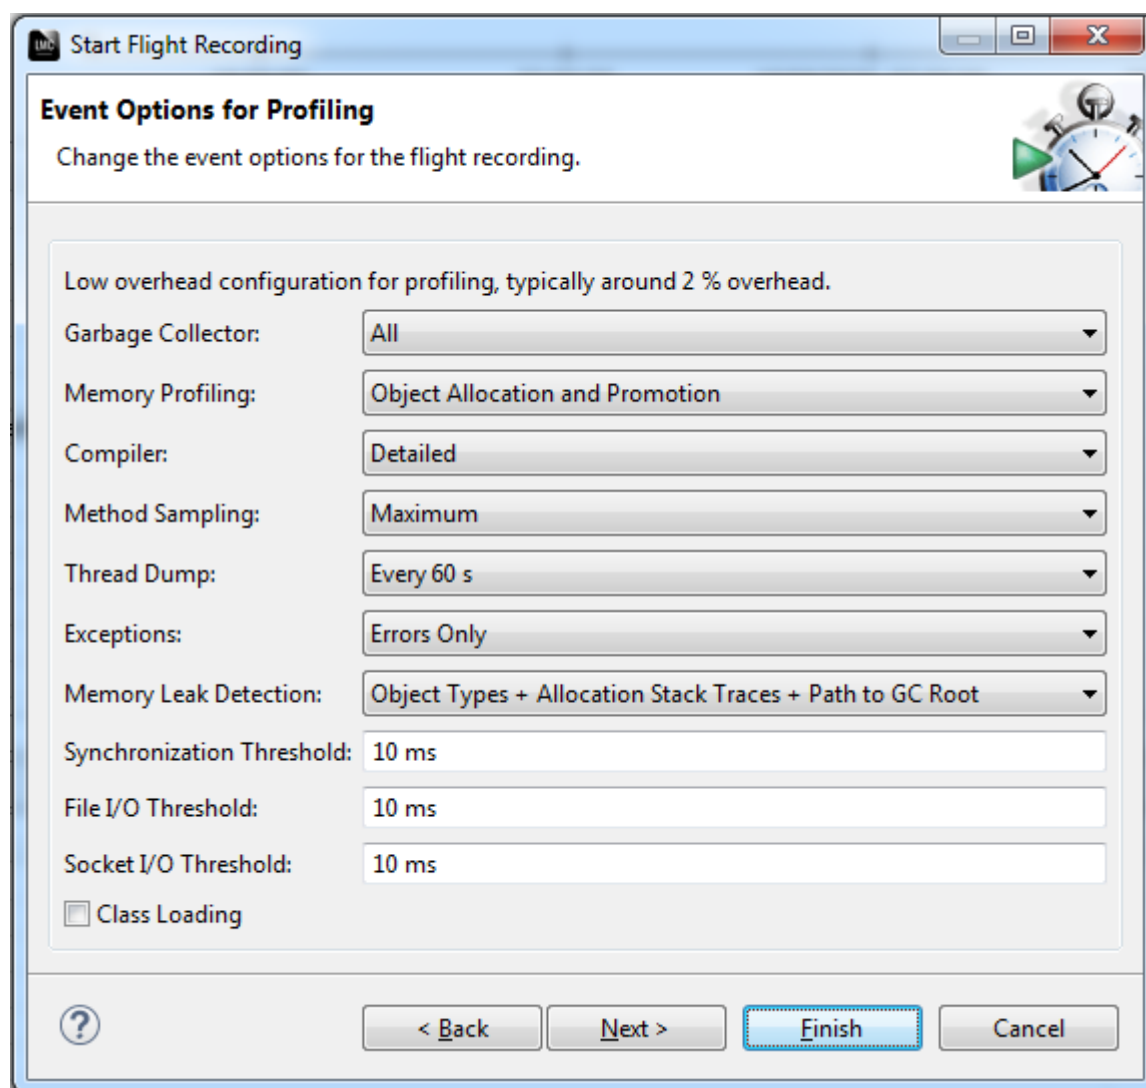 LMC Start Flight Recording
Event Options for Profiling
Change the event options for the flight recording.
Low overhead configuration for profiling, typically around 2 % overhead.
Garbage Collector: All
Memory Profiling: Object Allocation and Promotion
Compiler: Detailed
Method Sampling: Maximum
Thread Dump: Every 60 s
Exceptions: Errors Only
Memory Leak Detection: Object Types + Allocation Stack Traces + Path to GC Root
Synchronization Threshold: 10 ms
File I/O Threshold: 10 ms
Socket I/O Threshold: 10 ms
Class Loading
? < Back Next > Finish Cancel